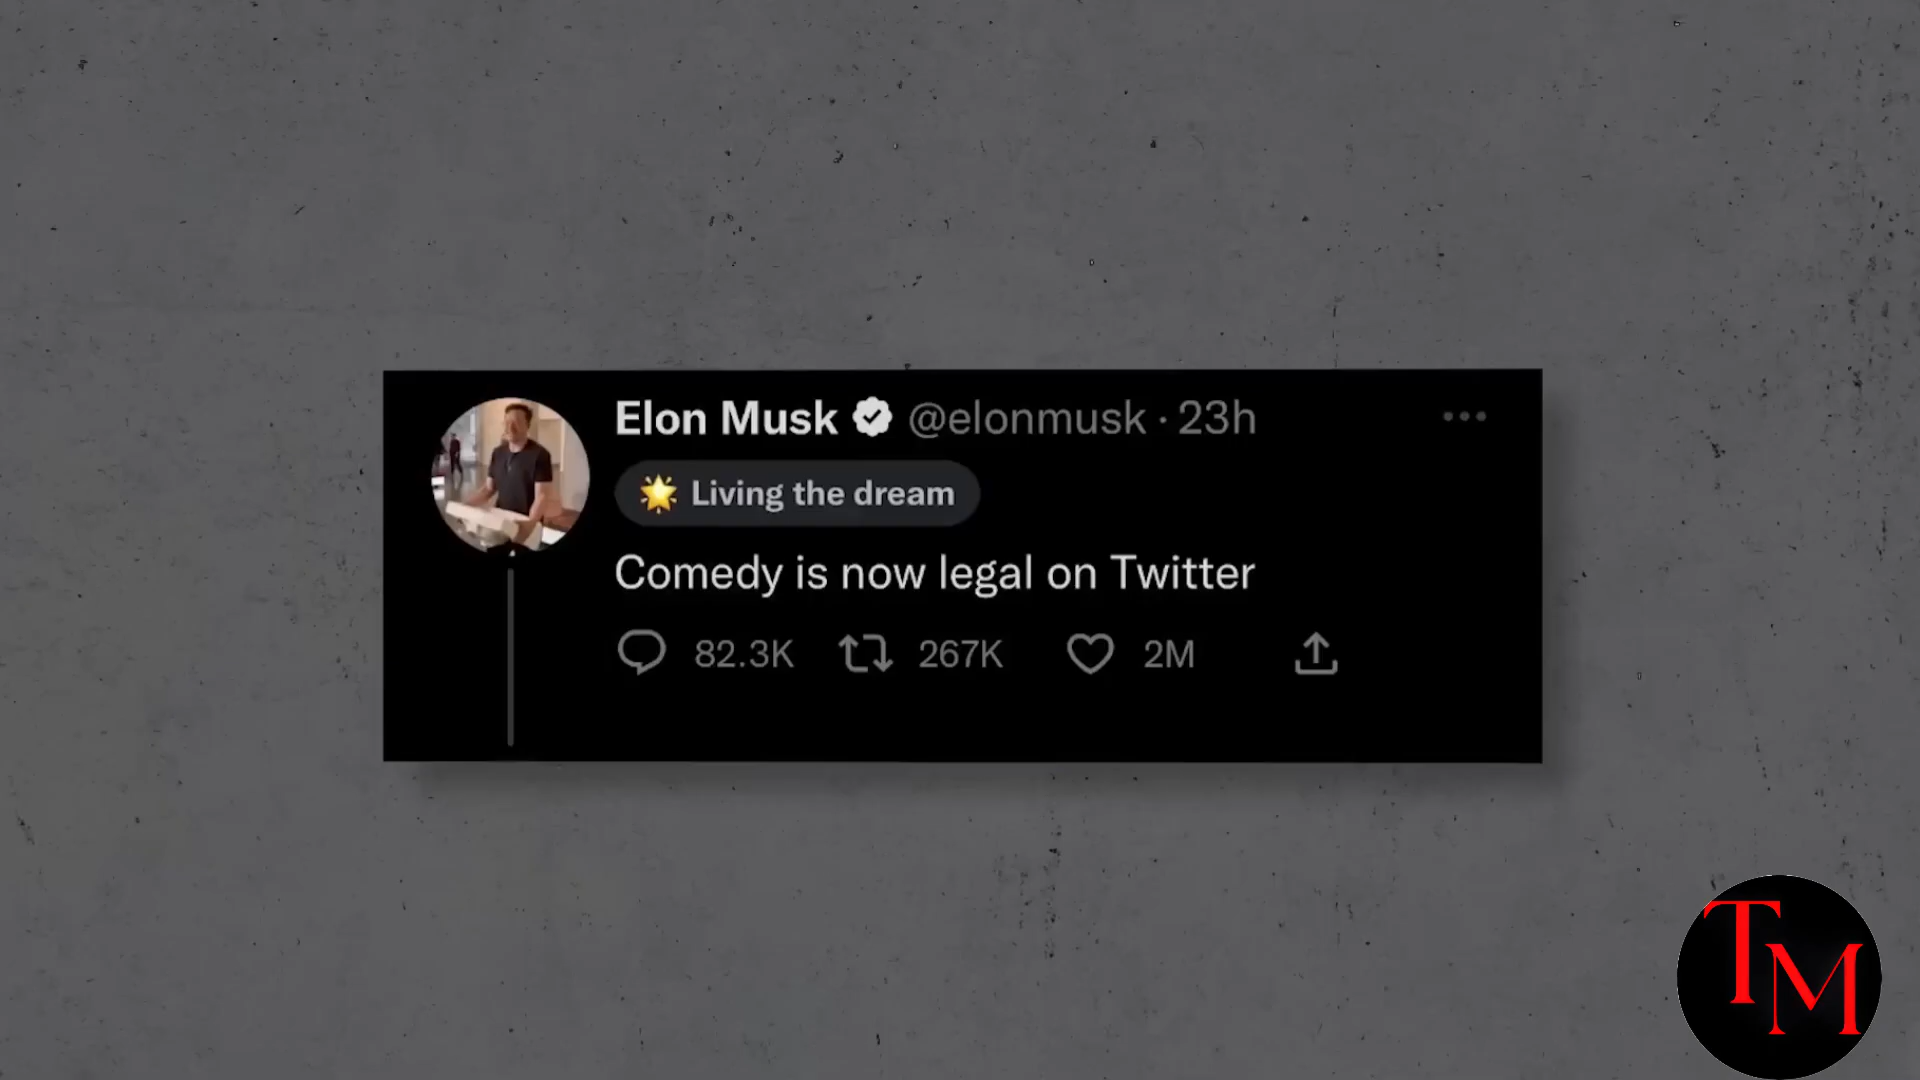 Elon Musk @elonmusk · 23h
Living the dream
Comedy is now legal on Twitter
82.3K 267K 2M
TM